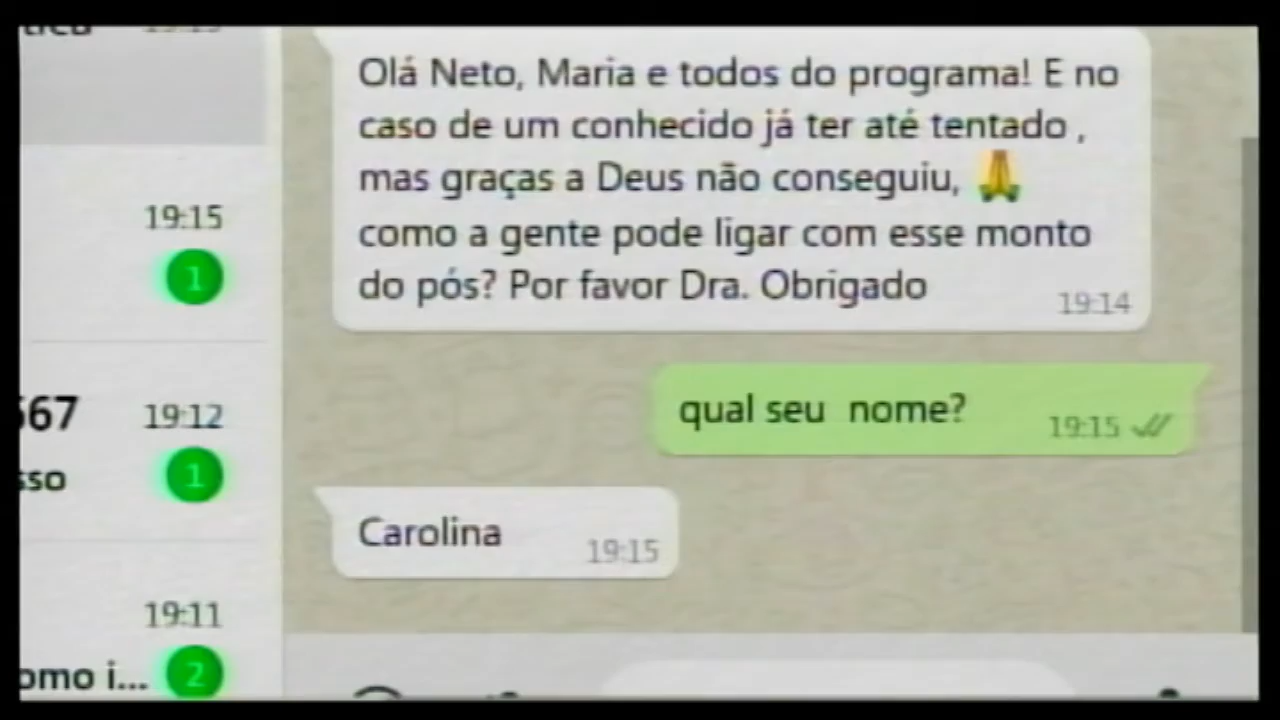 19:15
Olá Neto, Maria e todos do programa! E no
caso de um conhecido já ter até tentado ,
mas graças a Deus não conseguiu, 🙏
como a gente pode ligar com esse monto
do pós? Por favor Dra. Obrigado
19:14
qual seu  nome?
19:15
Carolina
19:15
19:15
1
567
19:12
sso
1
19:11
omo i...
2